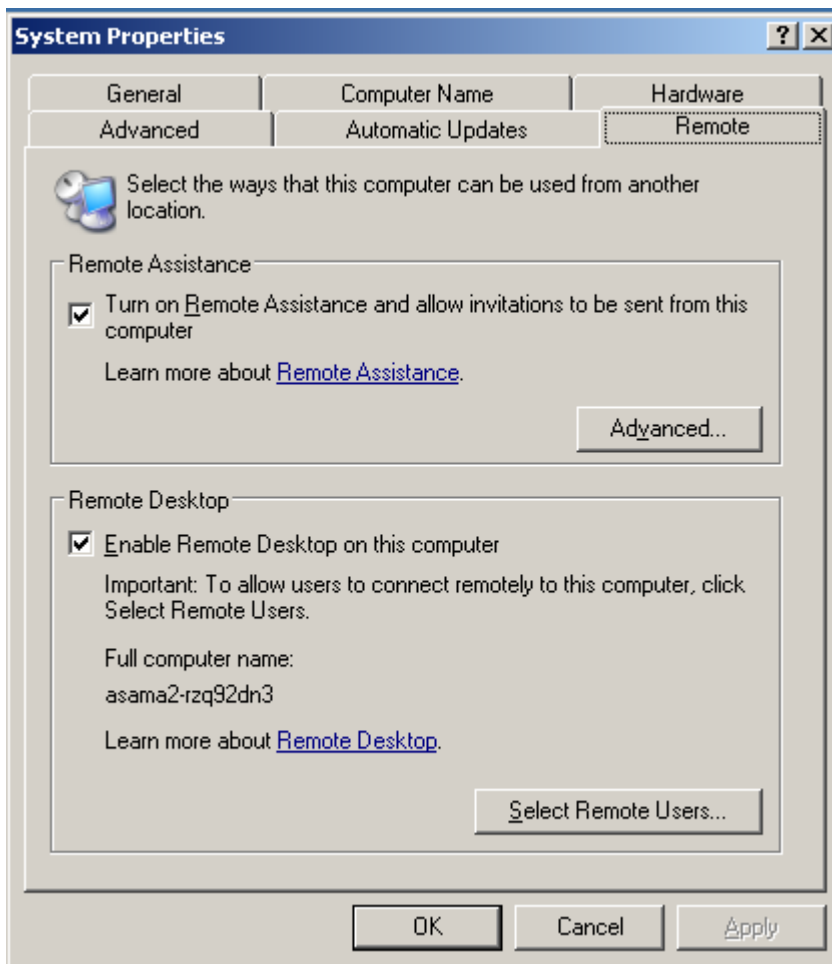 System Properties
General Computer Name Hardware
Advanced Automatic Updates Remote
Select the ways that this computer can be used from another
location.
Remote Assistance
Turn on Remote Assistance and allow invitations to be sent from this
computer
Learn more about Remote Assistance.
Advanced...
Remote Desktop
Enable Remote Desktop on this computer
Important: To allow users to connect remotely to this computer, click
Select Remote Users.
Full computer name:
asama2-rzq92dn3
Learn more about Remote Desktop.
Select Remote Users...
OK Cancel Apply